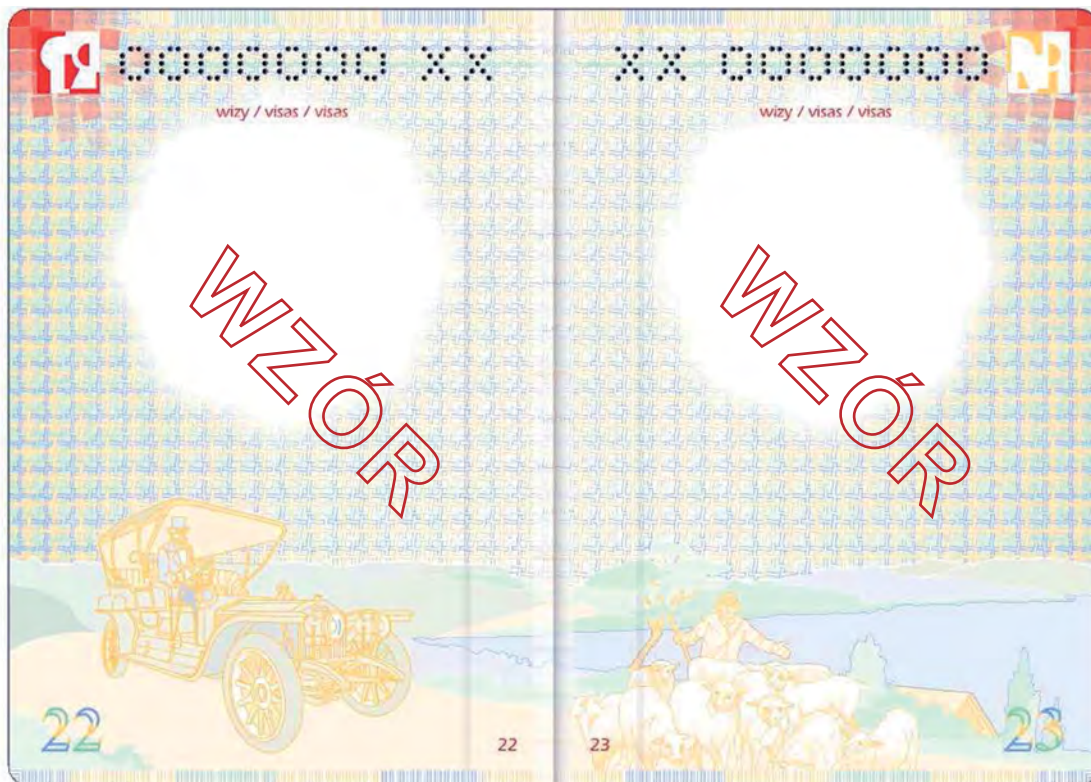 0000000 XX
wizy / visas / visas
WZÓR
22
22
XX 0000000
wizy / visas / visas
WZÓR
23
23